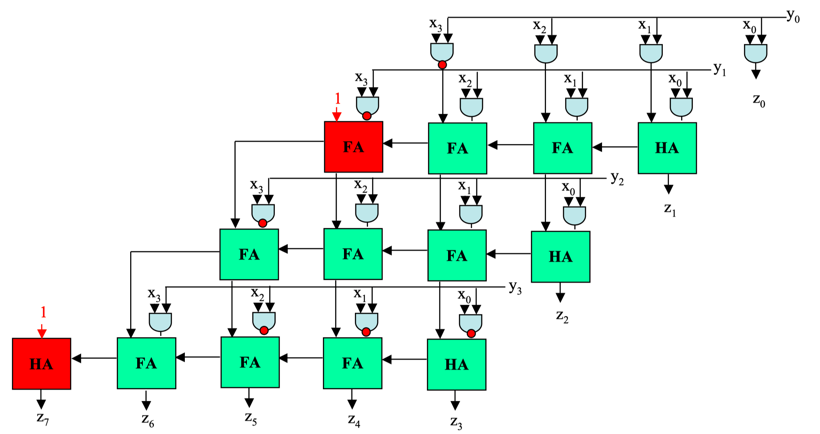 x3 x2 x1 x0 y0
x3 x2 x1 x0 y1
z0
1
FA FA FA HA
z1
x3 x2 x1 x0 y2
FA FA FA HA
z2
x3 x2 x1 x0 y3
1
HA FA FA FA HA
z7 z6 z5 z4 z3